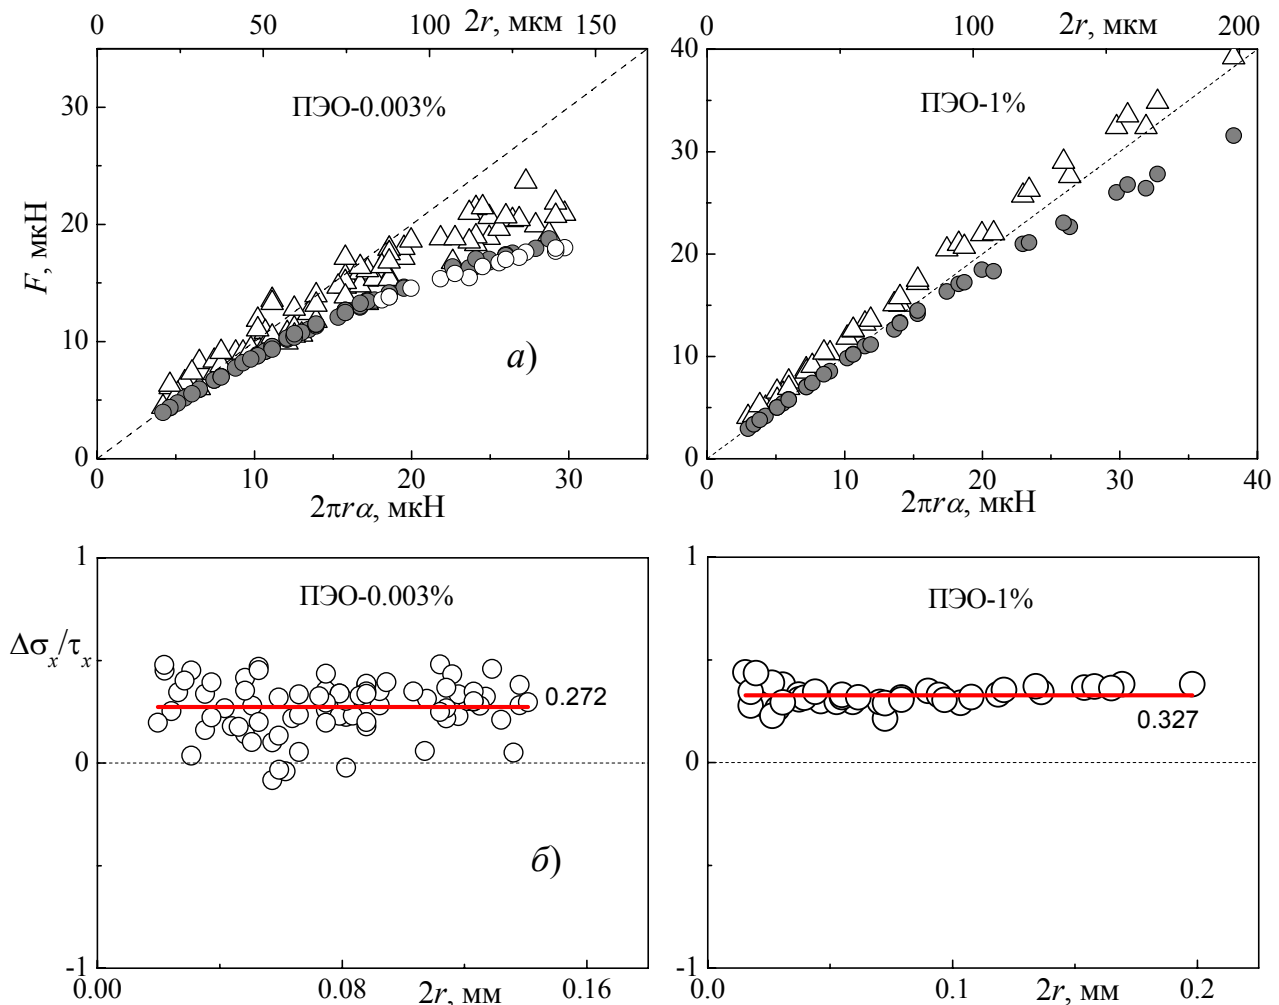 0 50 2r, мкм 150
0 100 2r, мкм 200
ПЭО-0.003%
ПЭО-1%
F, мкН
30
20
10
0
40
30
20
10
0
а)
0 10 20 30
2πrα, мкН
0 10 20 30 40
2πrα, мкН
1
0
-1
1
0
-1
ПЭО-0.003%
ПЭО-1%
Δσx/τx
0.272
0.327
б)
0.00 0.08 2r, мм 0.16
0.0 0.1 2r, мм 0.2